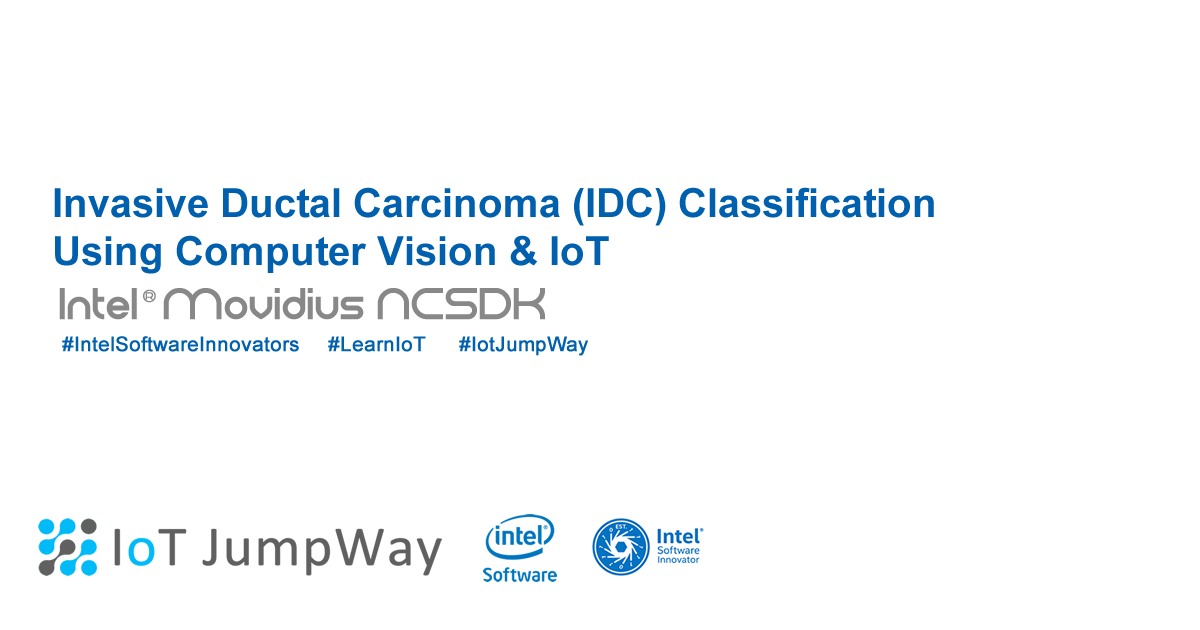 Invasive Ductal Carcinoma (IDC) Classification
Using Computer Vision & IoT
Intel® Movidius NCSDK
#IntelSoftwareInnovators #LearnIoT #IotJumpWay
IoT JumpWay
intel®
Software
EST.
Intel®
Software
Innovator